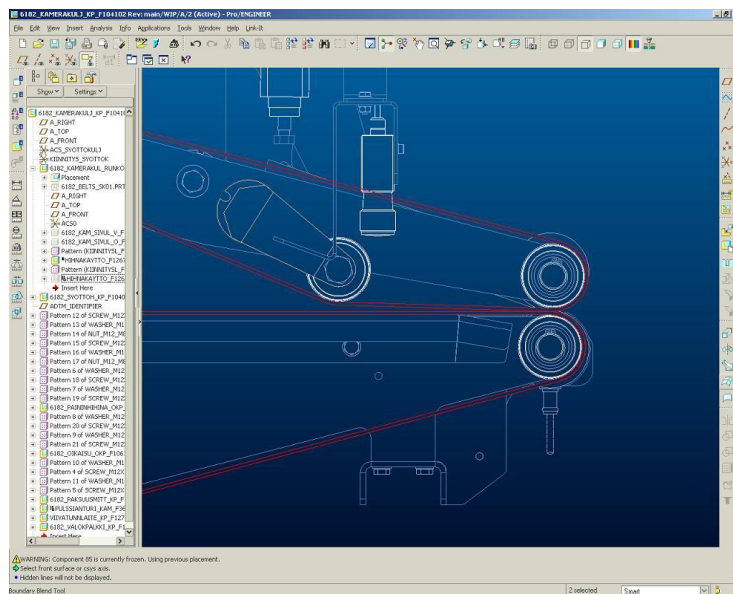 6182_KAMERAKULJ_KP_F104102 Rev: main/WIP/A/2 (Active) - Pro/ENGINEER
File Edit View Insert Analysis Info Applications Tools Window Help Link-It
Show Settings
6182_KAMERAKULJ_KP_F10410
A_RIGHT
A_TOP
A_FRONT
ACS_SYOTTOKULJ
KIINNITYS_SYOTTOK
6182_KAMERAKUL_RUNKO
Placement
6182_BELTS_SK01.PRT
A_RIGHT
A_TOP
A_FRONT
ACS0
6182_KAM_SIVUL_V_F
6182_KAM_SIVUL_O_F
Pattern (KIINNITYSL_F
HIHNAKAYTTO_F1267
Pattern (KIINNITYSL_F
HIHNAKAYTTO_F126
Insert Here
6182_SYOTTOH_KP_F1040
ADTM_IDENTIFIER
Pattern 12 of SCREW_M12
Pattern 13 of WASHER_M1
Pattern 14 of NUT_M12_M8
Pattern 15 of SCREW_M12
Pattern 16 of WASHER_M1
Pattern 17 of NUT_M12_M8
Pattern 6 of WASHER_M12
Pattern 18 of SCREW_M12
Pattern 7 of WASHER_M12
Pattern 19 of SCREW_M12
6182_PAININHIHNA_OKP_
Pattern 8 of WASHER_M12
Pattern 20 of SCREW_M12
Pattern 9 of WASHER_M12
Pattern 21 of SCREW_M12
6182_OIKAISU_OKP_F106
Pattern 10 of WASHER_M1
Pattern 4 of SCREW_M12X
Pattern 11 of WASHER_M1
Pattern 5 of SCREW_M12X
6182_PAKSUUSMITT_KP_F
PULSSIANTURI_KAM_F36
VIIVATUNNLAITE_KP_F127
6182_VALOKPALKKI_KP_F1
Insert Here
WARNING: Component 85 is currently frozen. Using previous placement.
Select front surface or csys axis.
Hidden lines will not be displayed.
Boundary Blend Tool 2 selected Smart